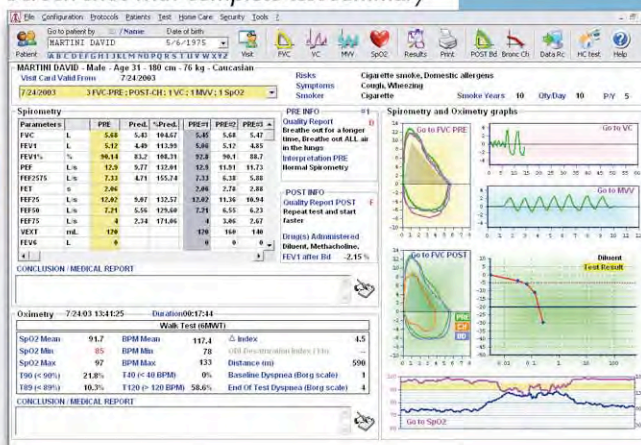 File Configuration Protocols Patients Test Home Care Security Tools ?
Go to patient by ID / Name Date of birth
MARTINI DAVID 5/6/1975
A B C D E F G H I J K L M N O P Q R S T U V W X Y Z
Patient Visit FVC VC MVV SpO2 Results Print POST Bd Bronc Ch Data Rc HC test Help
MARTINI DAVID - Male - Age 31 - 180 cm - 76 kg - Caucasian
Visit Card Valid From 7/24/2003
7/24/2003 3 FVC-PRE ; POST-CH ; 1 VC ; 1 MVV ; 1 SpO2
Risks Cigarette smoke, Domestic allergens
Symptoms Cough, Wheezing
Smoker Cigarette Smoke Years 10 Qty/Day 10 P/Y 5
Spirometry
Parameters PRE Pred. %Pred. PRE#1 PRE#2 PRE#3
FVC L 5.68 5.43 104.67 5.45 5.68 5.47
FEV1 L 5.12 4.49 113.99 5.06 5.12 4.85
FEV1% % 90.14 83.2 108.31 92.8 90.1 88.7
PEF L/s 12.9 9.77 132.01 12.9 11.91 11.73
FEF2575 L/s 7.33 4.71 155.74 7.33 6.38 5.88
FET s 2.06 2.06 2.78 2.88
FEF25 L/s 12.02 9.07 132.57 12.02 11.36 10.94
FEF50 L/s 7.21 5.56 129.60 7.21 6.55 6.23
FEF75 L/s 4 2.34 171.06 4 3.06 2.67
VEXT mL 120 120 160 140
FEV6 L 0 0 0 0
PRE INFO #1
Quality Report D
Breathe out for a longer
time, Breathe out ALL air
in the lungs
Interpretation PRE
Normal Spirometry
POST INFO
Quality Report POST F
Repeat test and start
faster
Drug(s) Administered
Diluent, Methacholine.
FEV1 after Bd -2.15 %
CONCLUSION / MEDICAL REPORT
Spirometry and Oximetry graphs
Go to FVC PRE
Go to VC
Go to MVV
Go to FVC POST
PRE
CH
BD
Diluent
Test Result
Go to SpO2
Oximetry 7/24/03 13:41:25 Duration 00:17:44
Walk Test (6MWT)
SpO2 Mean 91.7 BPM Mean 117.4 Δ Index 4.5
SpO2 Min 85 BPM Min 78
SpO2 Max 97 BPM Max 133 Distance (m) 590
T90 (< 90%) 21.8% T40 (< 40 BPM) 0% Baseline Dyspnea (Borg scale) 1
T89 (< 89%) 10.3% T120 (> 120 BPM) 58.6% End Of Test Dyspnea (Borg scale) 4
CONCLUSION / MEDICAL REPORT